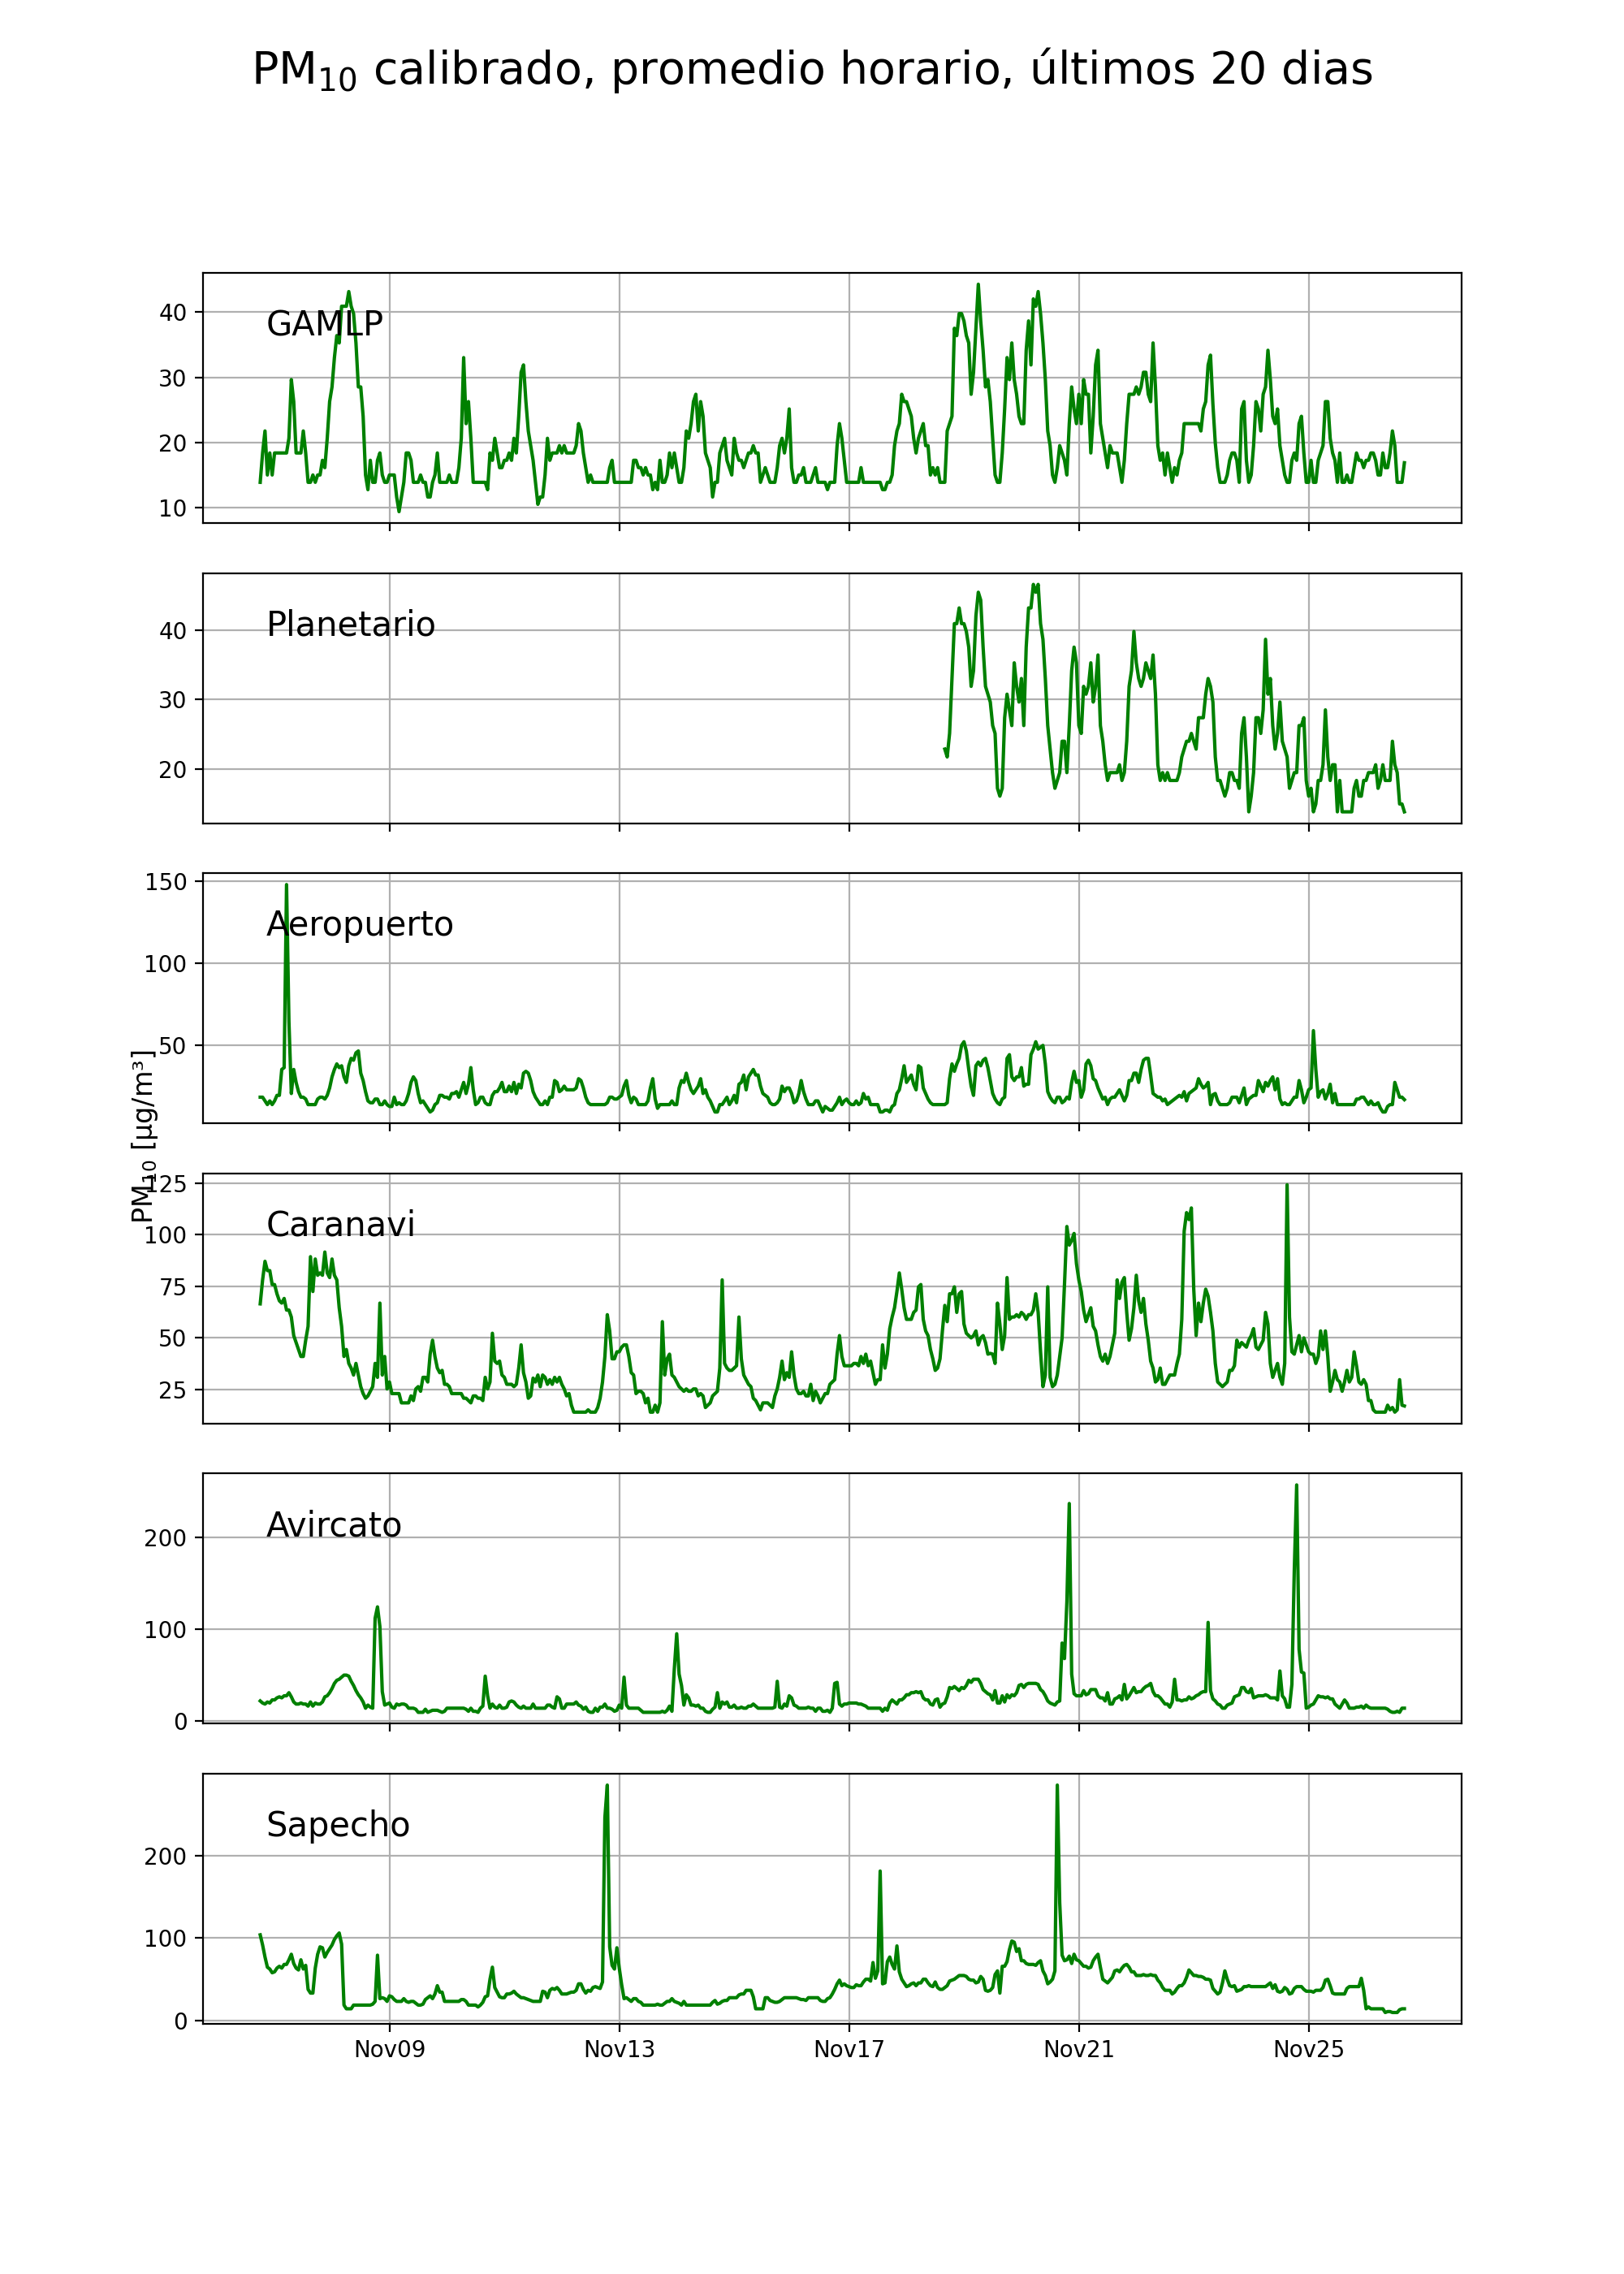 PM₁₀ calibrado, promedio horario, últimos 20 dias
GAMLP
40
30
20
10
Planetario
40
30
20
Aeropuerto
150
100
50
PM₁₀ [µg/m³]
Caranavi
125
100
75
50
25
Avircato
200
100
0
Sapecho
200
100
0
Nov09 Nov13 Nov17 Nov21 Nov25